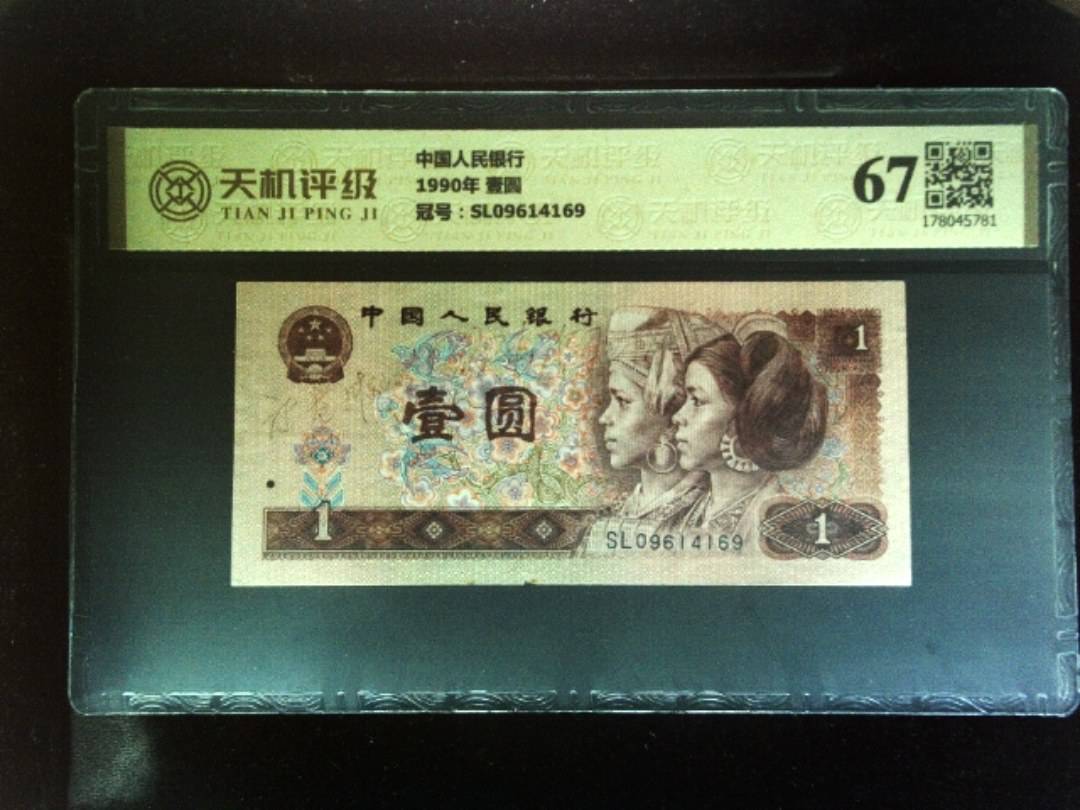 天机评级
TIAN JI PING JI
中国人民银行
1990年 壹圆
冠号：SL09614169
67
178045781
中国人民银行
壹圆
1
1
SL09614169
1